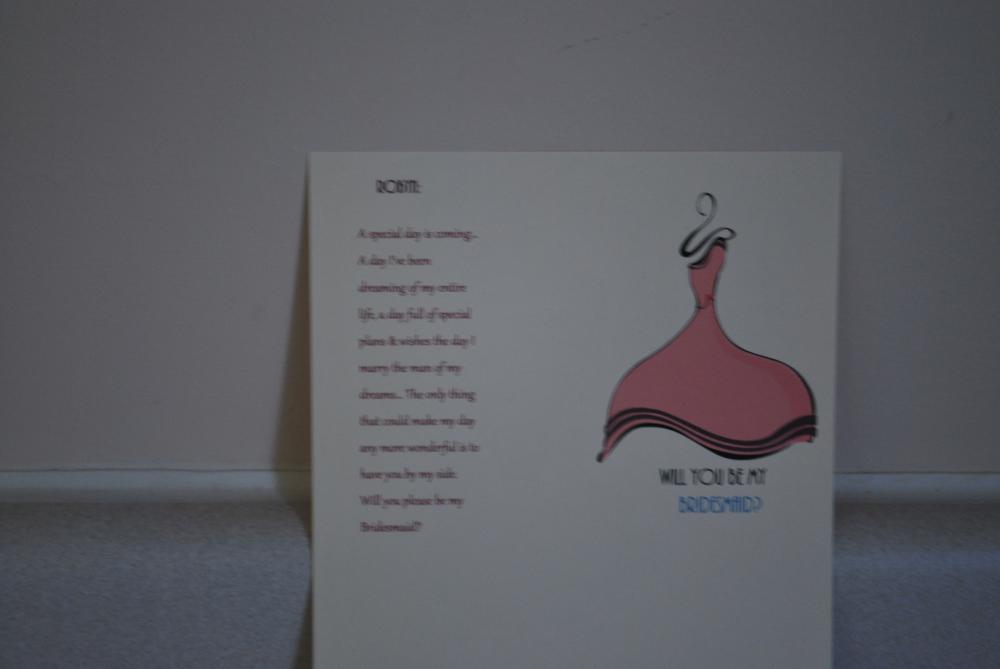 ROBYN:
A special day is coming...
A day I've been
dreaming of my entire
life, a day full of special
plans & wishes the day I
marry the man of my
dreams... The only thing
that could make my day
any more wonderful is to
have you by my side.
Will you please be my
Bridesmaid?
WILL YOU BE MY
BRIDESMAID?